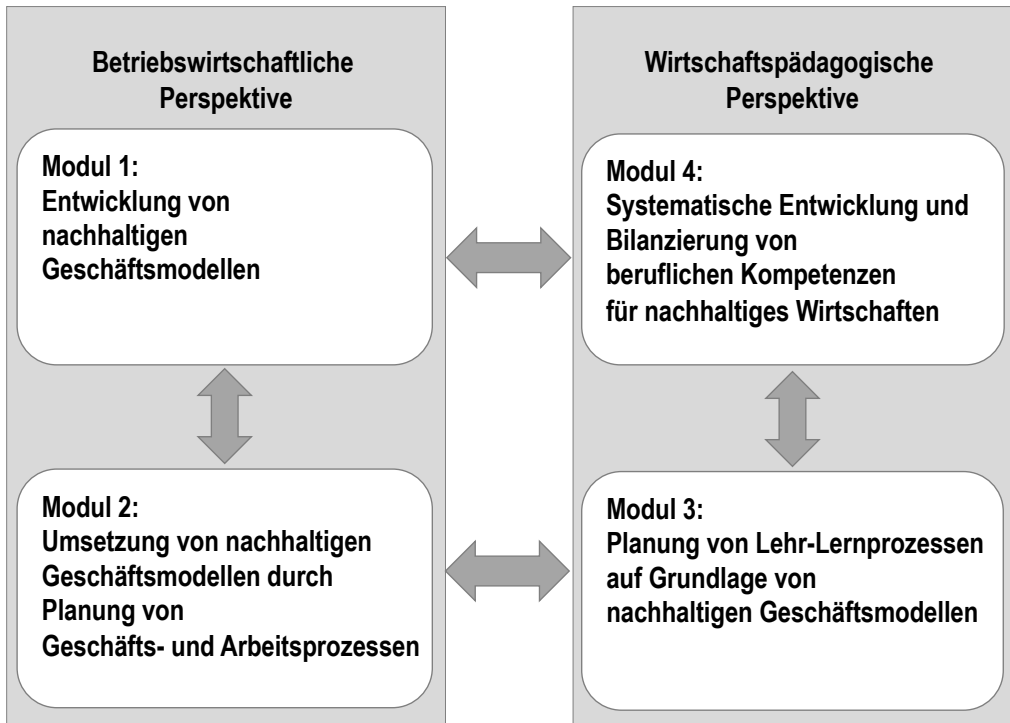 Betriebswirtschaftliche
Perspektive
Modul 1:
Entwicklung von
nachhaltigen
Geschäftsmodellen
Modul 2:
Umsetzung von nachhaltigen
Geschäftsmodellen durch
Planung von
Geschäfts- und Arbeitsprozessen
Wirtschaftspädagogische
Perspektive
Modul 4:
Systematische Entwicklung und
Bilanzierung von
beruflichen Kompetenzen
für nachhaltiges Wirtschaften
Modul 3:
Planung von Lehr-Lernprozessen
auf Grundlage von
nachhaltigen Geschäftsmodellen